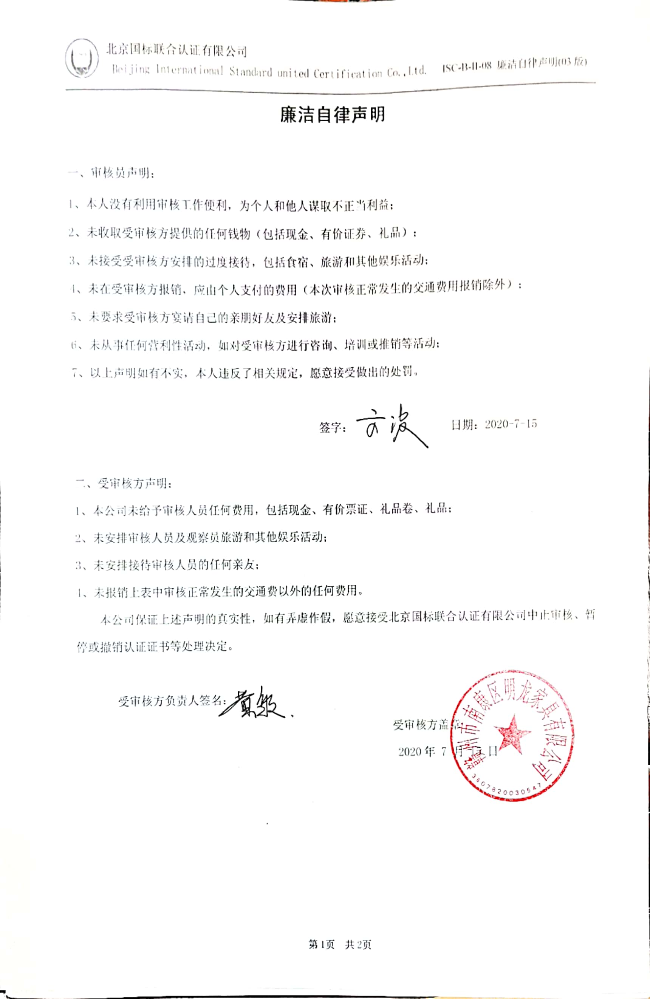 北京国标联合认证有限公司
Beijing International Standard united Certification Co.,Ltd. ISC-B-II-08 廉洁自律声明(03版)
廉洁自律声明
一、审核员声明：
1、本人没有利用审核工作便利，为个人和他人谋取不正当利益；
2、未收取受审核方提供的任何钱物（包括现金、有价证券、礼品）；
3、未接受受审核方安排的过度接待，包括食宿、旅游和其他娱乐活动；
4、未在受审核方报销，应由个人支付的费用（本次审核正常发生的交通费用报销除外）；
5、未要求受审核方宴请自己的亲朋好友及安排旅游；
6、未从事任何营利性活动，如对受审核方进行咨询、培训或推销等活动；
7、以上声明如有不实，本人违反了相关规定，愿意接受做出的处罚。
签字： 日期：2020-7-15
二、受审核方声明：
1、本公司未给予审核人员任何费用，包括现金、有价票证、礼品卷、礼品；
2、未安排审核人员及观察员旅游和其他娱乐活动；
3、未安排接待审核人员的任何亲友；
4、未报销上表中审核正常发生的交通费以外的任何费用。
本公司保证上述声明的真实性，如有弄虚作假，愿意接受北京国标联合认证有限公司中止审核、暂
停或撤销认证证书等处理决定。
受审核方负责人签名：
受审核方盖章
2020 年 7 月 日
赣州市南康区明龙家具有限公司
3607820030547
第1页 共2页